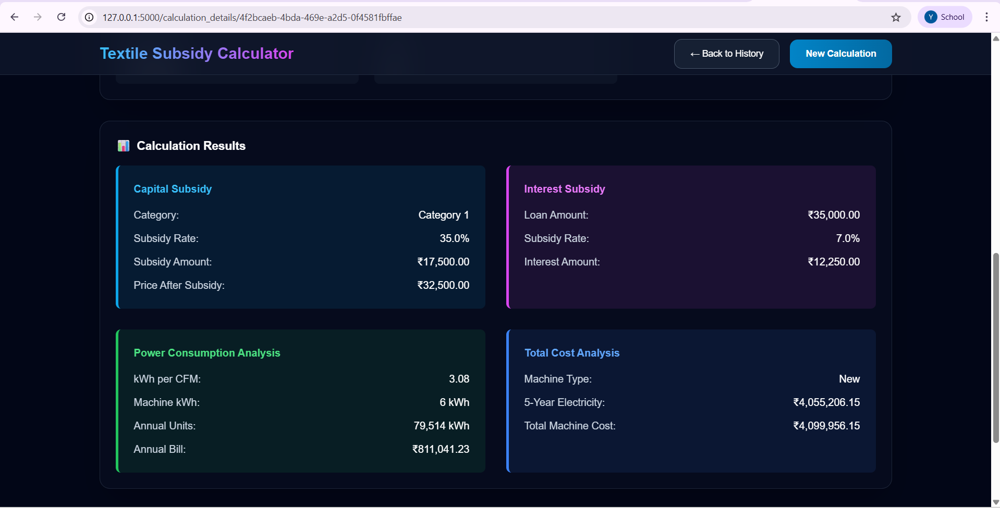 127.0.0.1:5000/calculation_details/4f2bcaeb-4bda-469e-a2d5-0f4581fbffae
Y School
Textile Subsidy Calculator
← Back to History
New Calculation
Calculation Results
Capital Subsidy
Category: Category 1
Subsidy Rate: 35.0%
Subsidy Amount: ₹17,500.00
Price After Subsidy: ₹32,500.00
Interest Subsidy
Loan Amount: ₹35,000.00
Subsidy Rate: 7.0%
Interest Amount: ₹12,250.00
Power Consumption Analysis
kWh per CFM: 3.08
Machine kWh: 6 kWh
Annual Units: 79,514 kWh
Annual Bill: ₹811,041.23
Total Cost Analysis
Machine Type: New
5-Year Electricity: ₹4,055,206.15
Total Machine Cost: ₹4,099,956.15